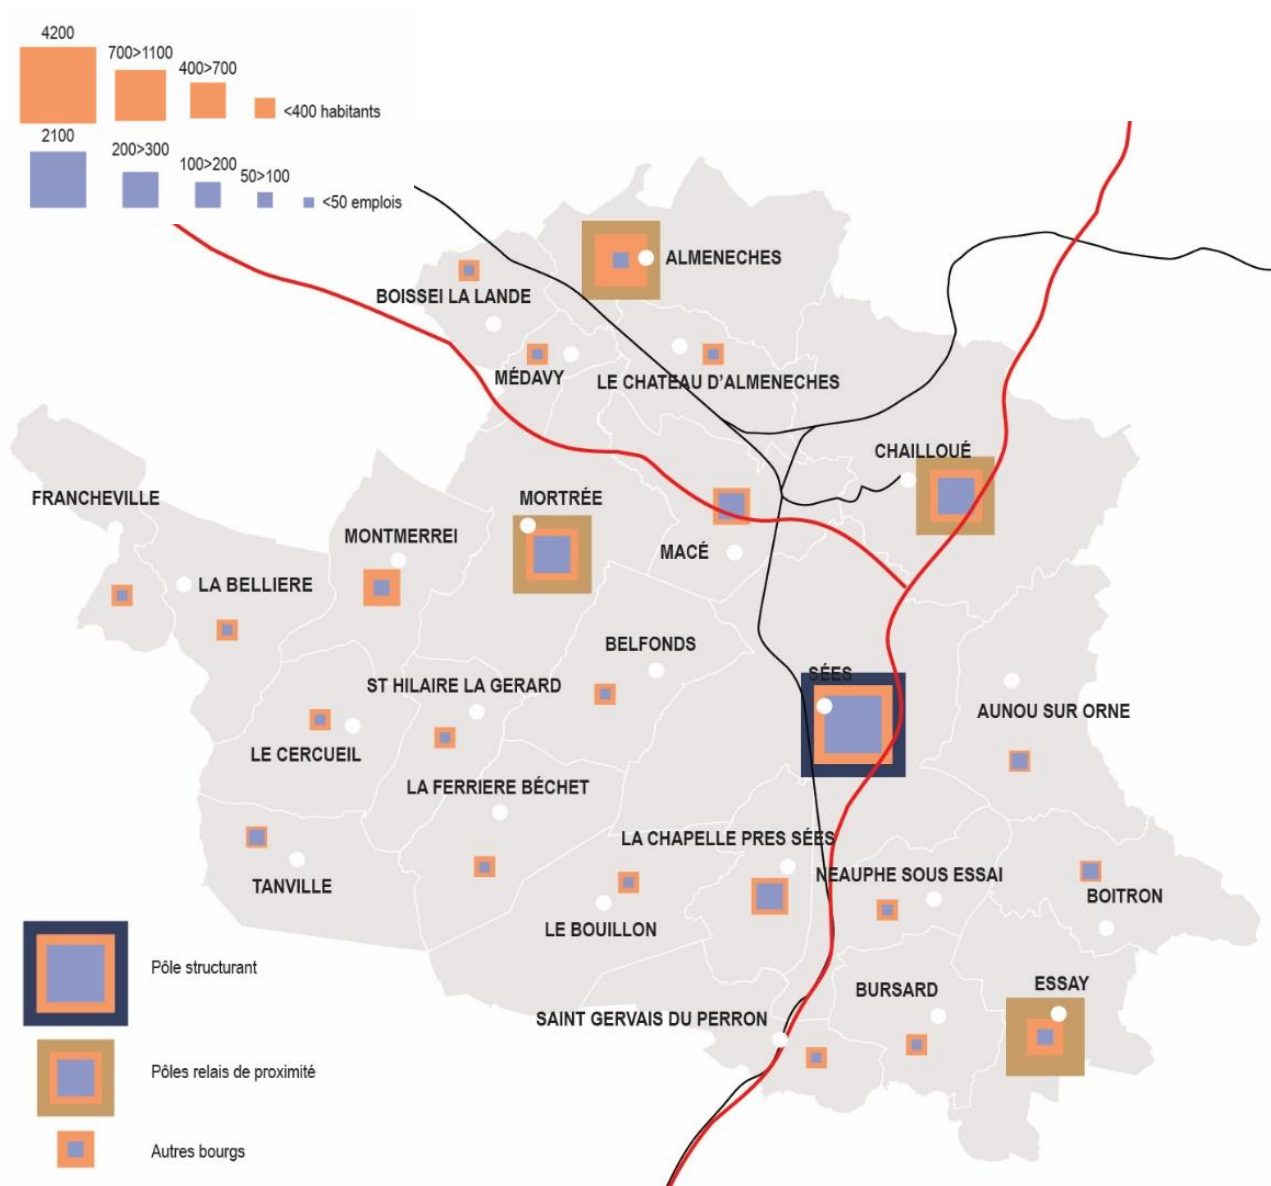 4200
700>1100
400>700
<400 habitants
2100
200>300
100>200
50>100
<50 emplois
ALMENECHES
BOISSEI LA LANDE
MÉDAVY
LE CHATEAU D'ALMENECHES
CHAILLOUÉ
FRANCHEVILLE
MORTRÉE
MONTMERREI
MACÉ
LA BELLIERE
BELFONDS
SÉES
ST HILAIRE LA GERARD
AUNOU SUR ORNE
LE CERCUEIL
LA FERRIERE BÉCHET
LA CHAPELLE PRES SÉES
NEAUPHE SOUS ESSAI
TANVILLE
BOITRON
LE BOUILLON
Pôle structurant
BURSARD
ESSAY
SAINT GERVAIS DU PERRON
Pôles relais de proximité
Autres bourgs